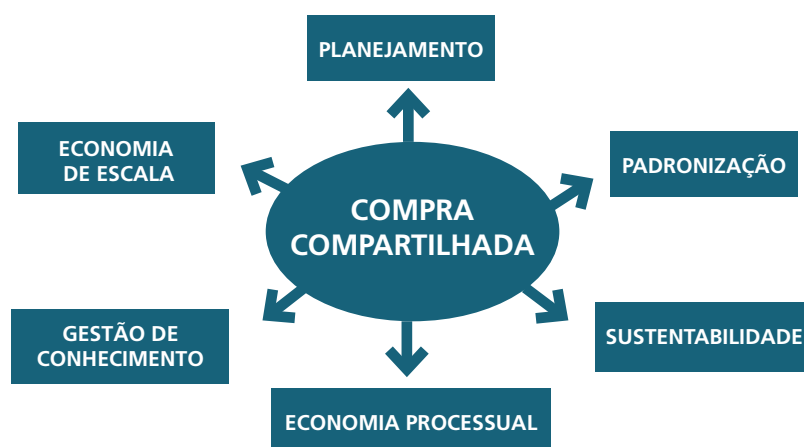 PLANEJAMENTO
ECONOMIA
DE ESCALA
PADRONIZAÇÃO
COMPRA
COMPARTILHADA
GESTÃO DE
CONHECIMENTO
SUSTENTABILIDADE
ECONOMIA PROCESSUAL